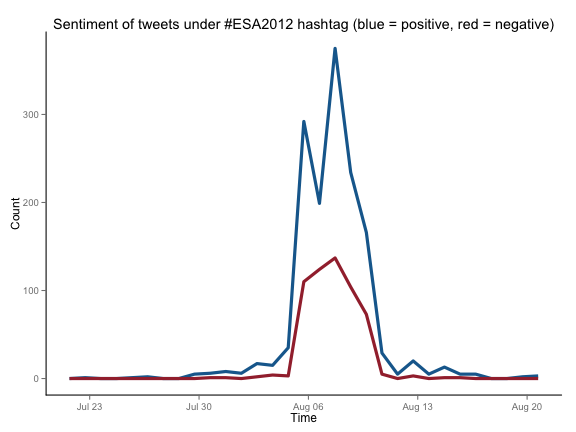 Sentiment of tweets under #ESA2012 hashtag (blue = positive, red = negative)
300
200
100
0
Count
Jul 23
Jul 30
Aug 06
Aug 13
Aug 20
Time